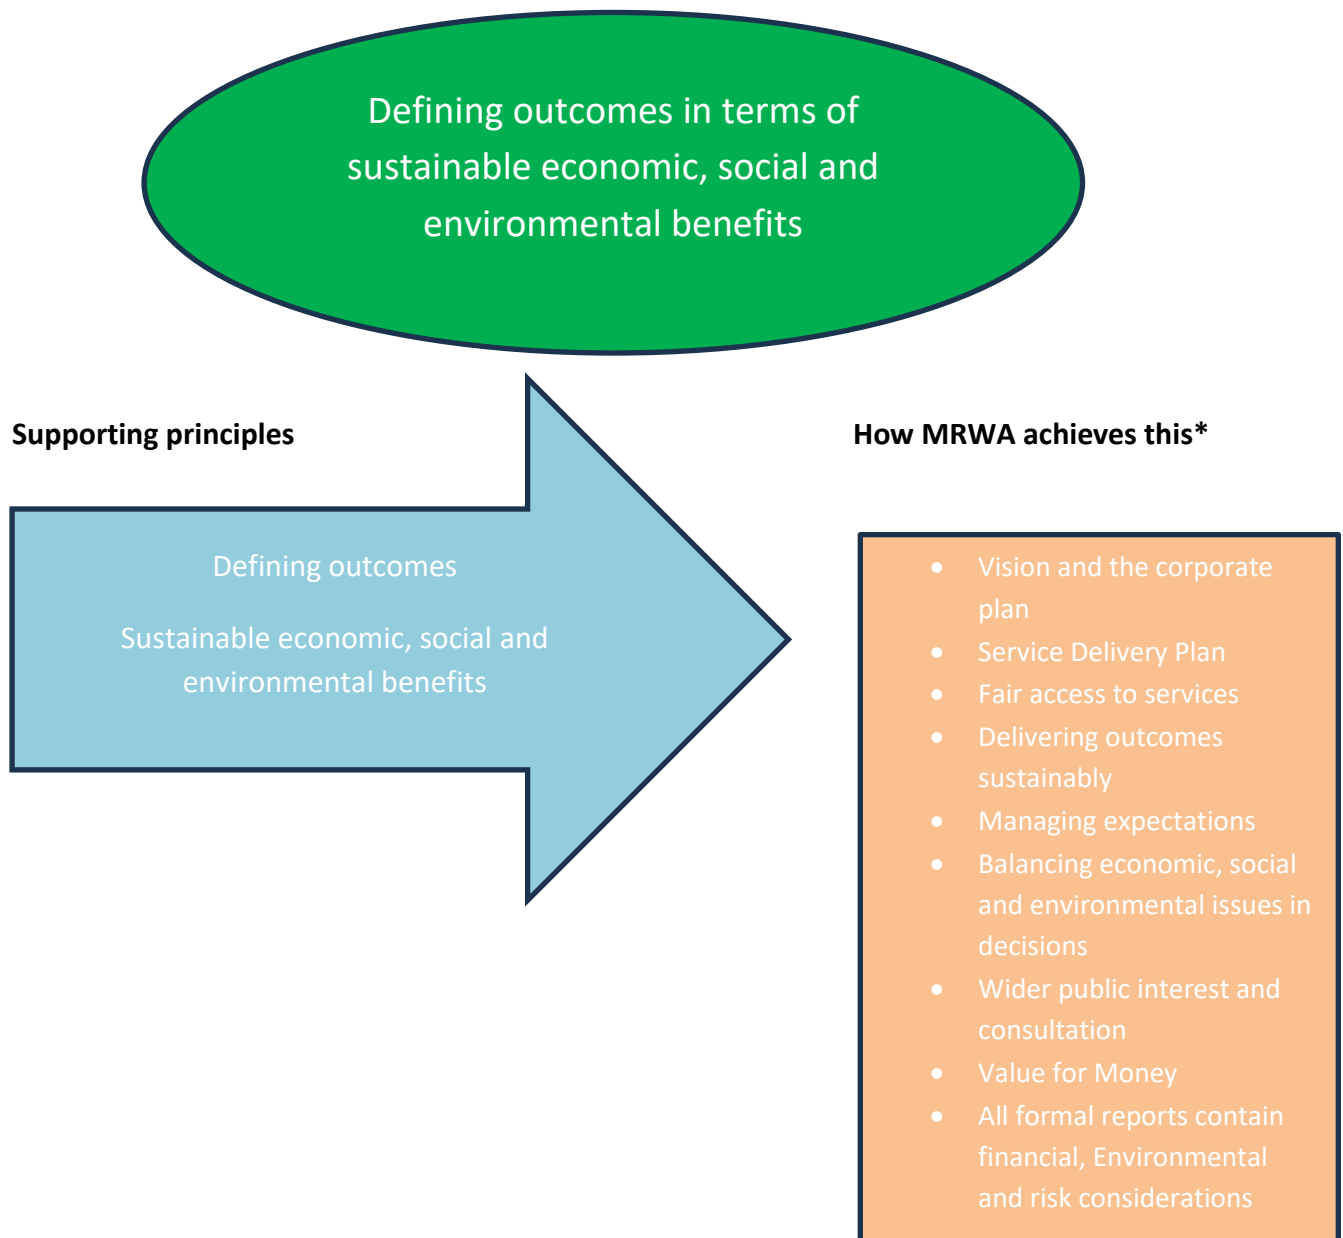 Defining outcomes in terms of
sustainable economic, social and
environmental benefits
Supporting principles
How MRWA achieves this*
Defining outcomes
Sustainable economic, social and
environmental benefits
• Vision and the corporate
plan
• Service Delivery Plan
• Fair access to services
• Delivering outcomes
sustainably
• Managing expectations
• Balancing economic, social
and environmental issues in
decisions
• Wider public interest and
consultation
• Value for Money
• All formal reports contain
financial, Environmental
and risk considerations